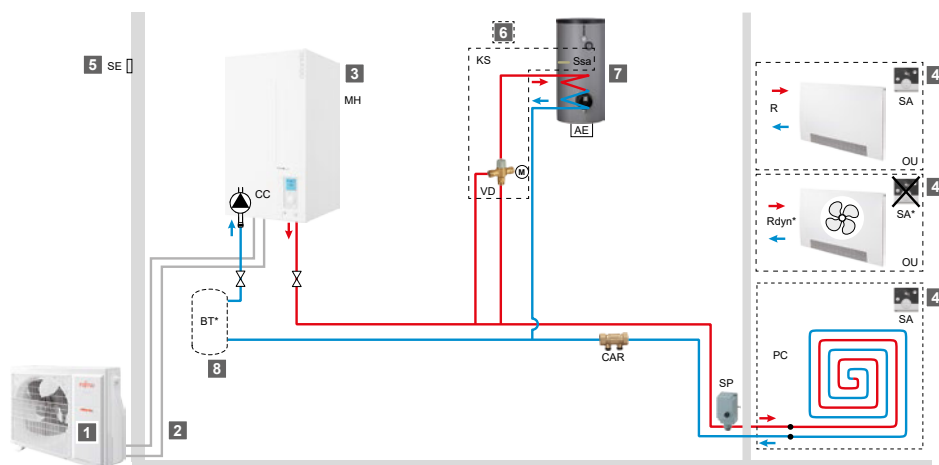 5 SE
3
MH
CC
6
KS
Ssa
7
AE
M
VD
4
SA
R
OU
4
SA*
Rdyn*
OU
4
SA
PC
BT*
8
CAR
SP
FUJITSU
1
2